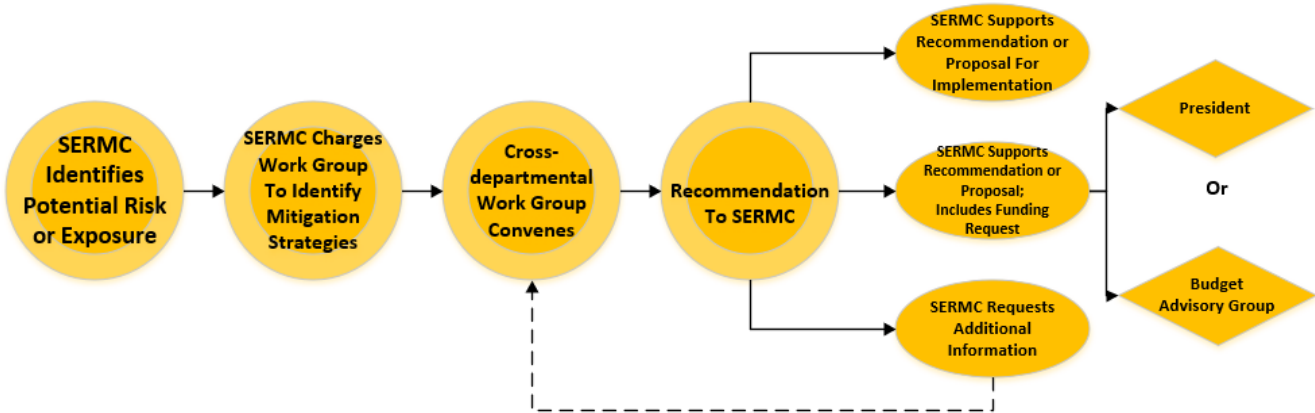 SERMC
Identifies
Potential Risk
or Exposure
SERMC Charges
Work Group
To Identify
Mitigation
Strategies
Cross-
departmental
Work Group
Convenes
Recommendation
To SERMC
SERMC Supports
Recommendation or
Proposal For
Implementation
SERMC Supports
Recommendation or
Proposal;
Includes Funding
Request
SERMC Requests
Additional
Information
President
Or
Budget
Advisory Group